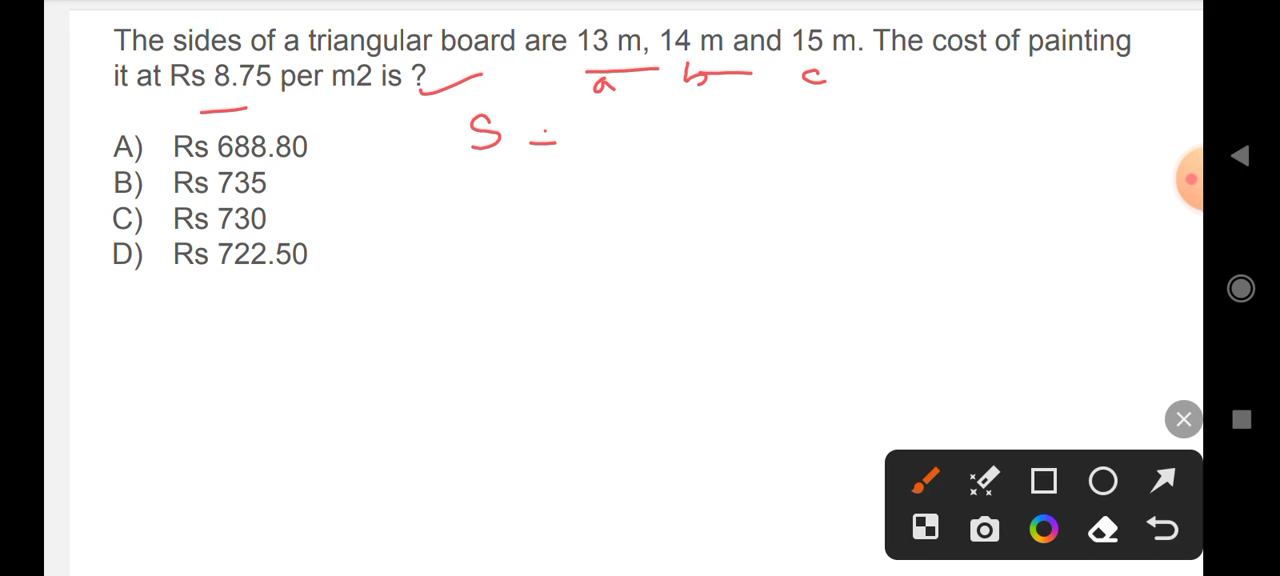 The sides of a triangular board are 13 m, 14 m and 15 m. The cost of painting
it at Rs 8.75 per m2 is ?
a b c
S =
A) Rs 688.80
B) Rs 735
C) Rs 730
D) Rs 722.50